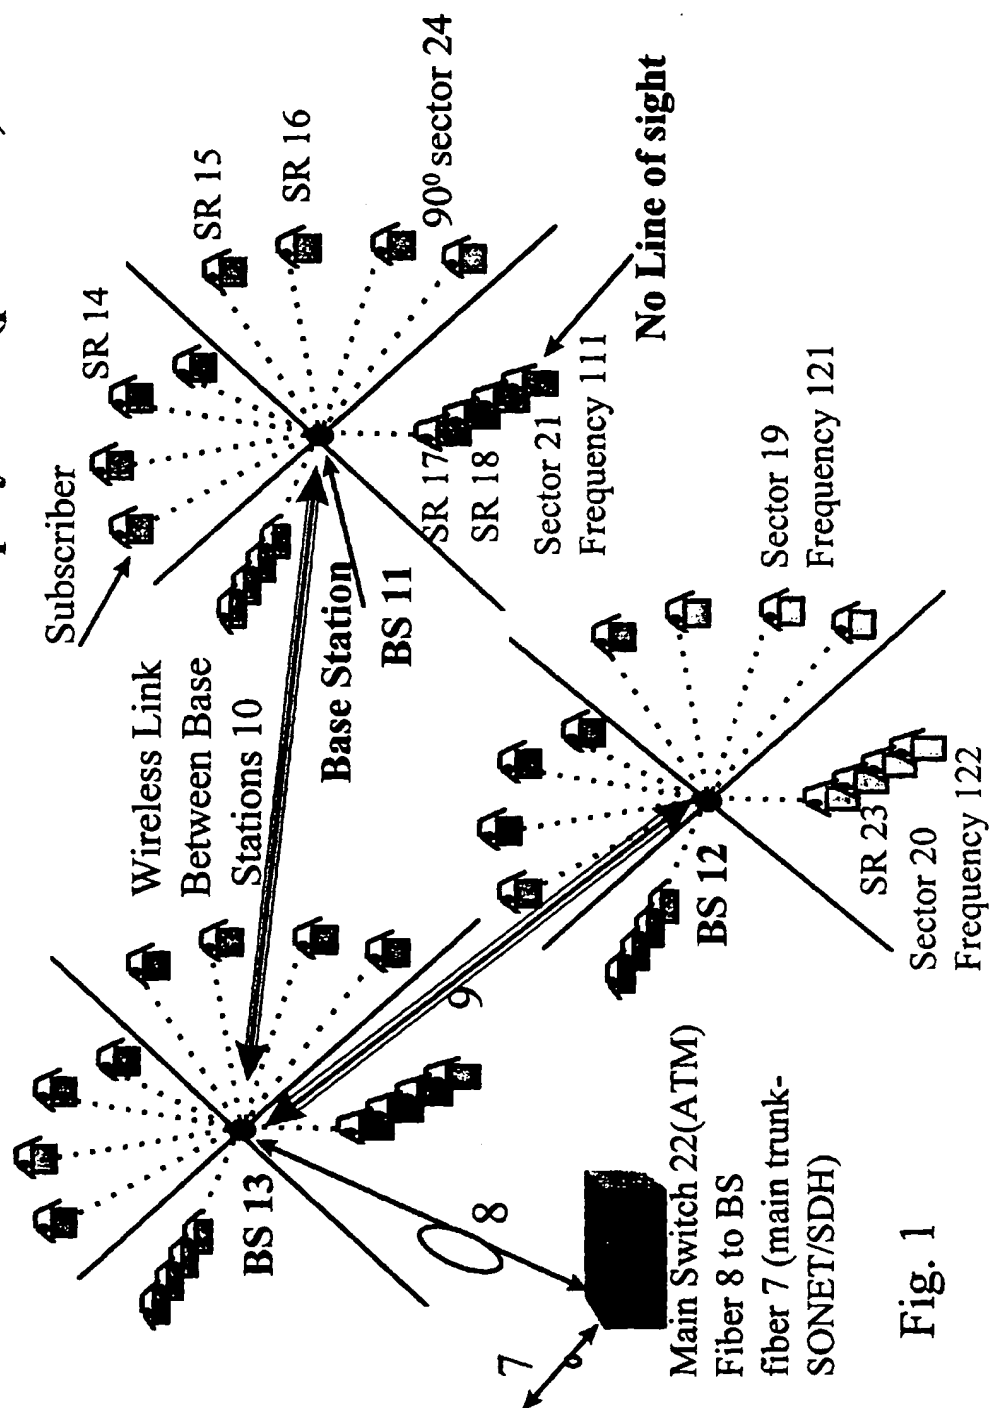 Subscriber
SR 14
SR 15
SR 16
90⁰ sector 24
Wireless Link
Between Base
Stations 10
Base Station
BS 11
SR 17
SR 18
Sector 21
Frequency 111
No Line of sight
BS 13
9
BS 12
Sector 19
Frequency 121
SR 23
Sector 20
Frequency 122
7
8
Main Switch 22(ATM)
Fiber 8 to BS
fiber 7 (main trunk-
SONET/SDH)
Fig. 1